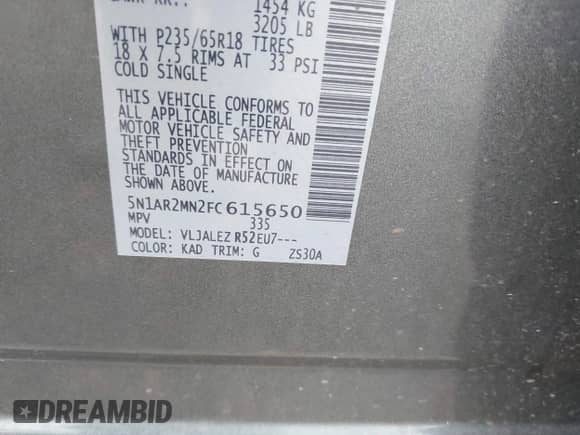 1454 KG
3205 LB
WITH P235/65R18 TIRES
18 X 7.5 RIMS AT 33 PSI
COLD SINGLE
THIS VEHICLE CONFORMS TO
ALL APPLICABLE FEDERAL
MOTOR VEHICLE SAFETY AND
THEFT PREVENTION
STANDARDS IN EFFECT ON
THE DATE OF MANUFACTURE
SHOWN ABOVE.
5N1AR2MN2FC615650
MPV 335
MODEL: VLJALEZ R52EU7---
COLOR: KAD TRIM: G ZS30A
DREAMBID